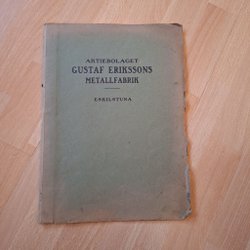 AKTIEBOLAGET
GUSTAF ERIKSSONS
METALLFABRIK
ESKILSTUNA